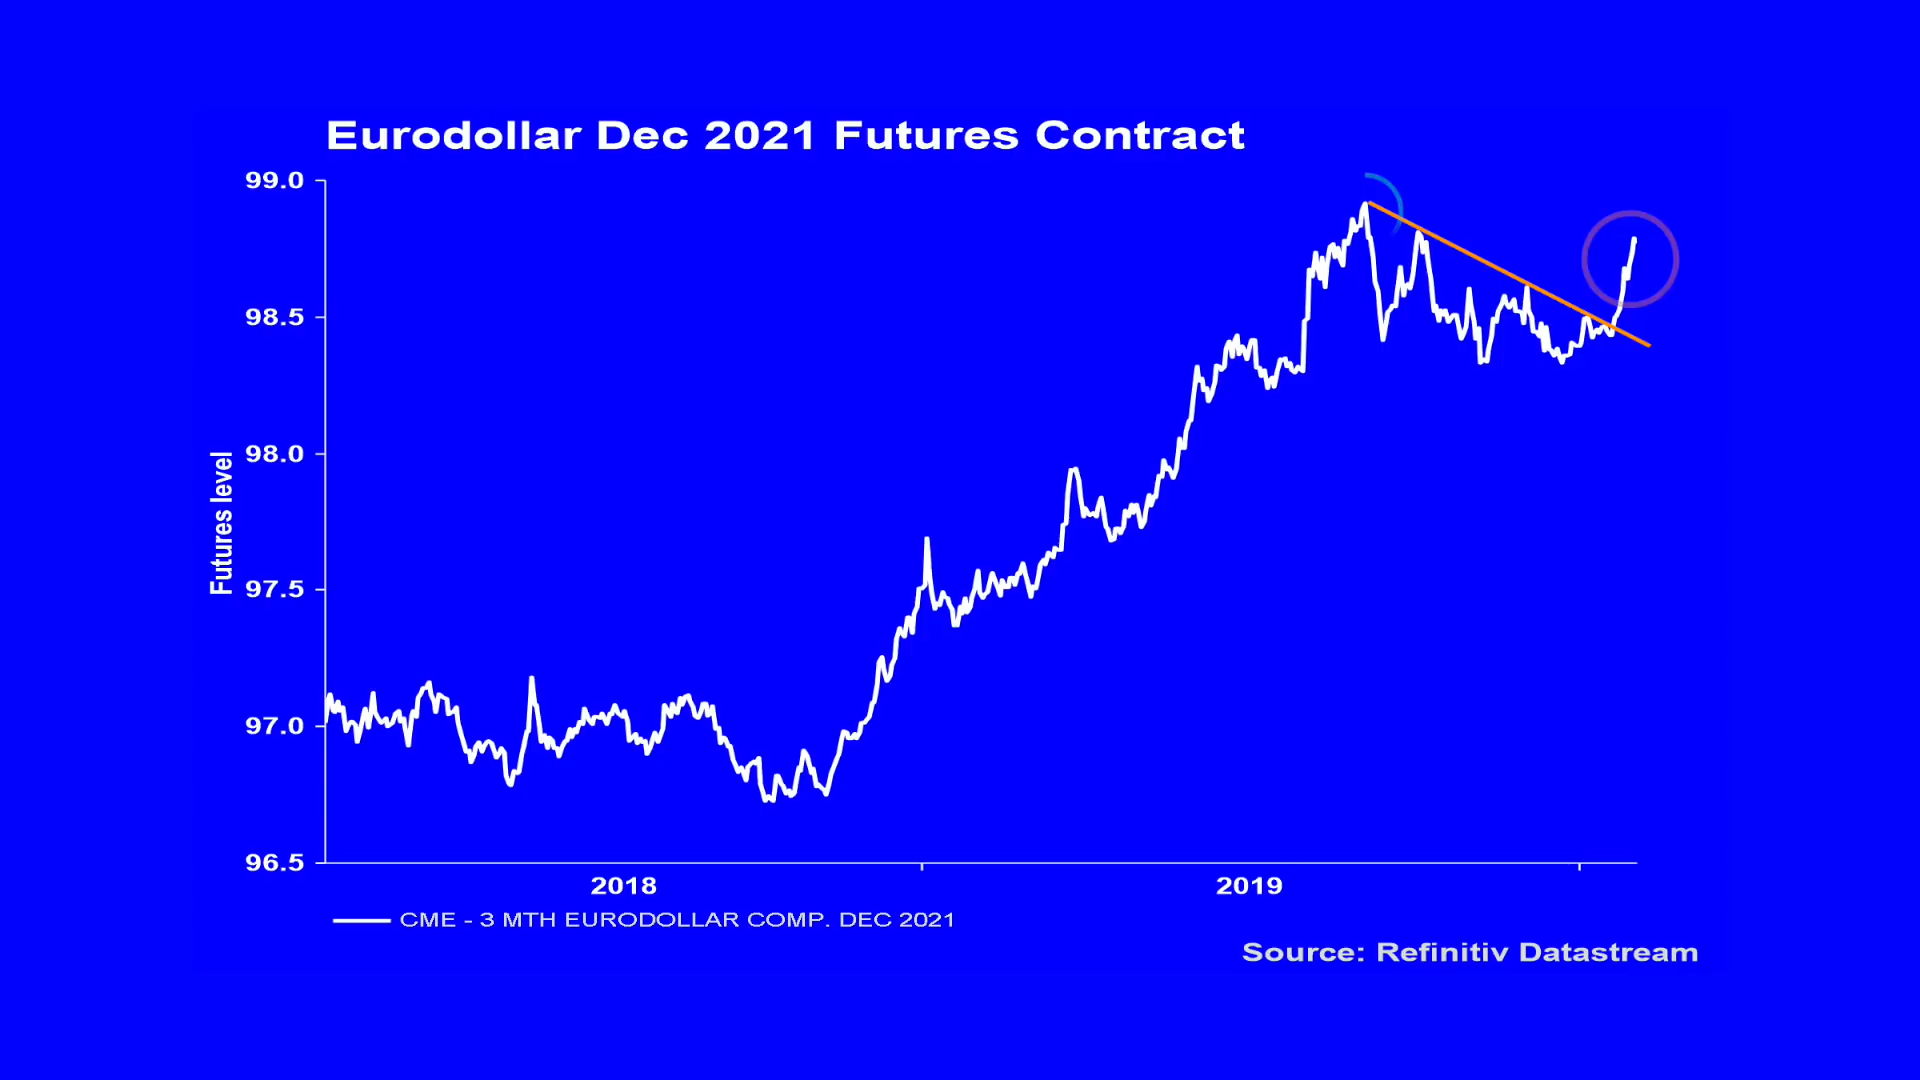 Eurodollar Dec 2021 Futures Contract
99.0
98.5
98.0
97.5
97.0
96.5
Futures level
2018 2019
CME - 3 MTH EURODOLLAR COMP. DEC 2021
Source: Refinitiv Datastream